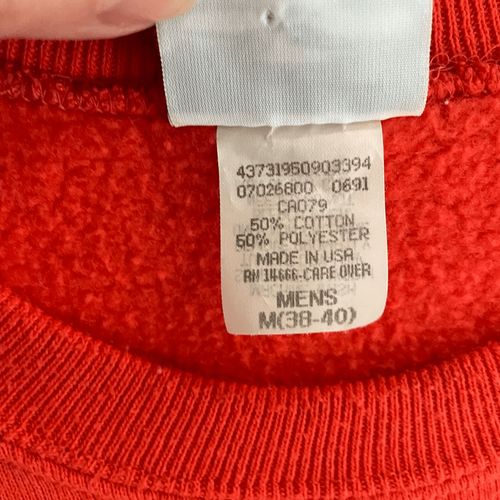 43731950903394
07026800 0691
CA079
50% COTTON
50% POLYESTER
MADE IN USA
RN 14666-CARE OVER
MENS
M(38-40)